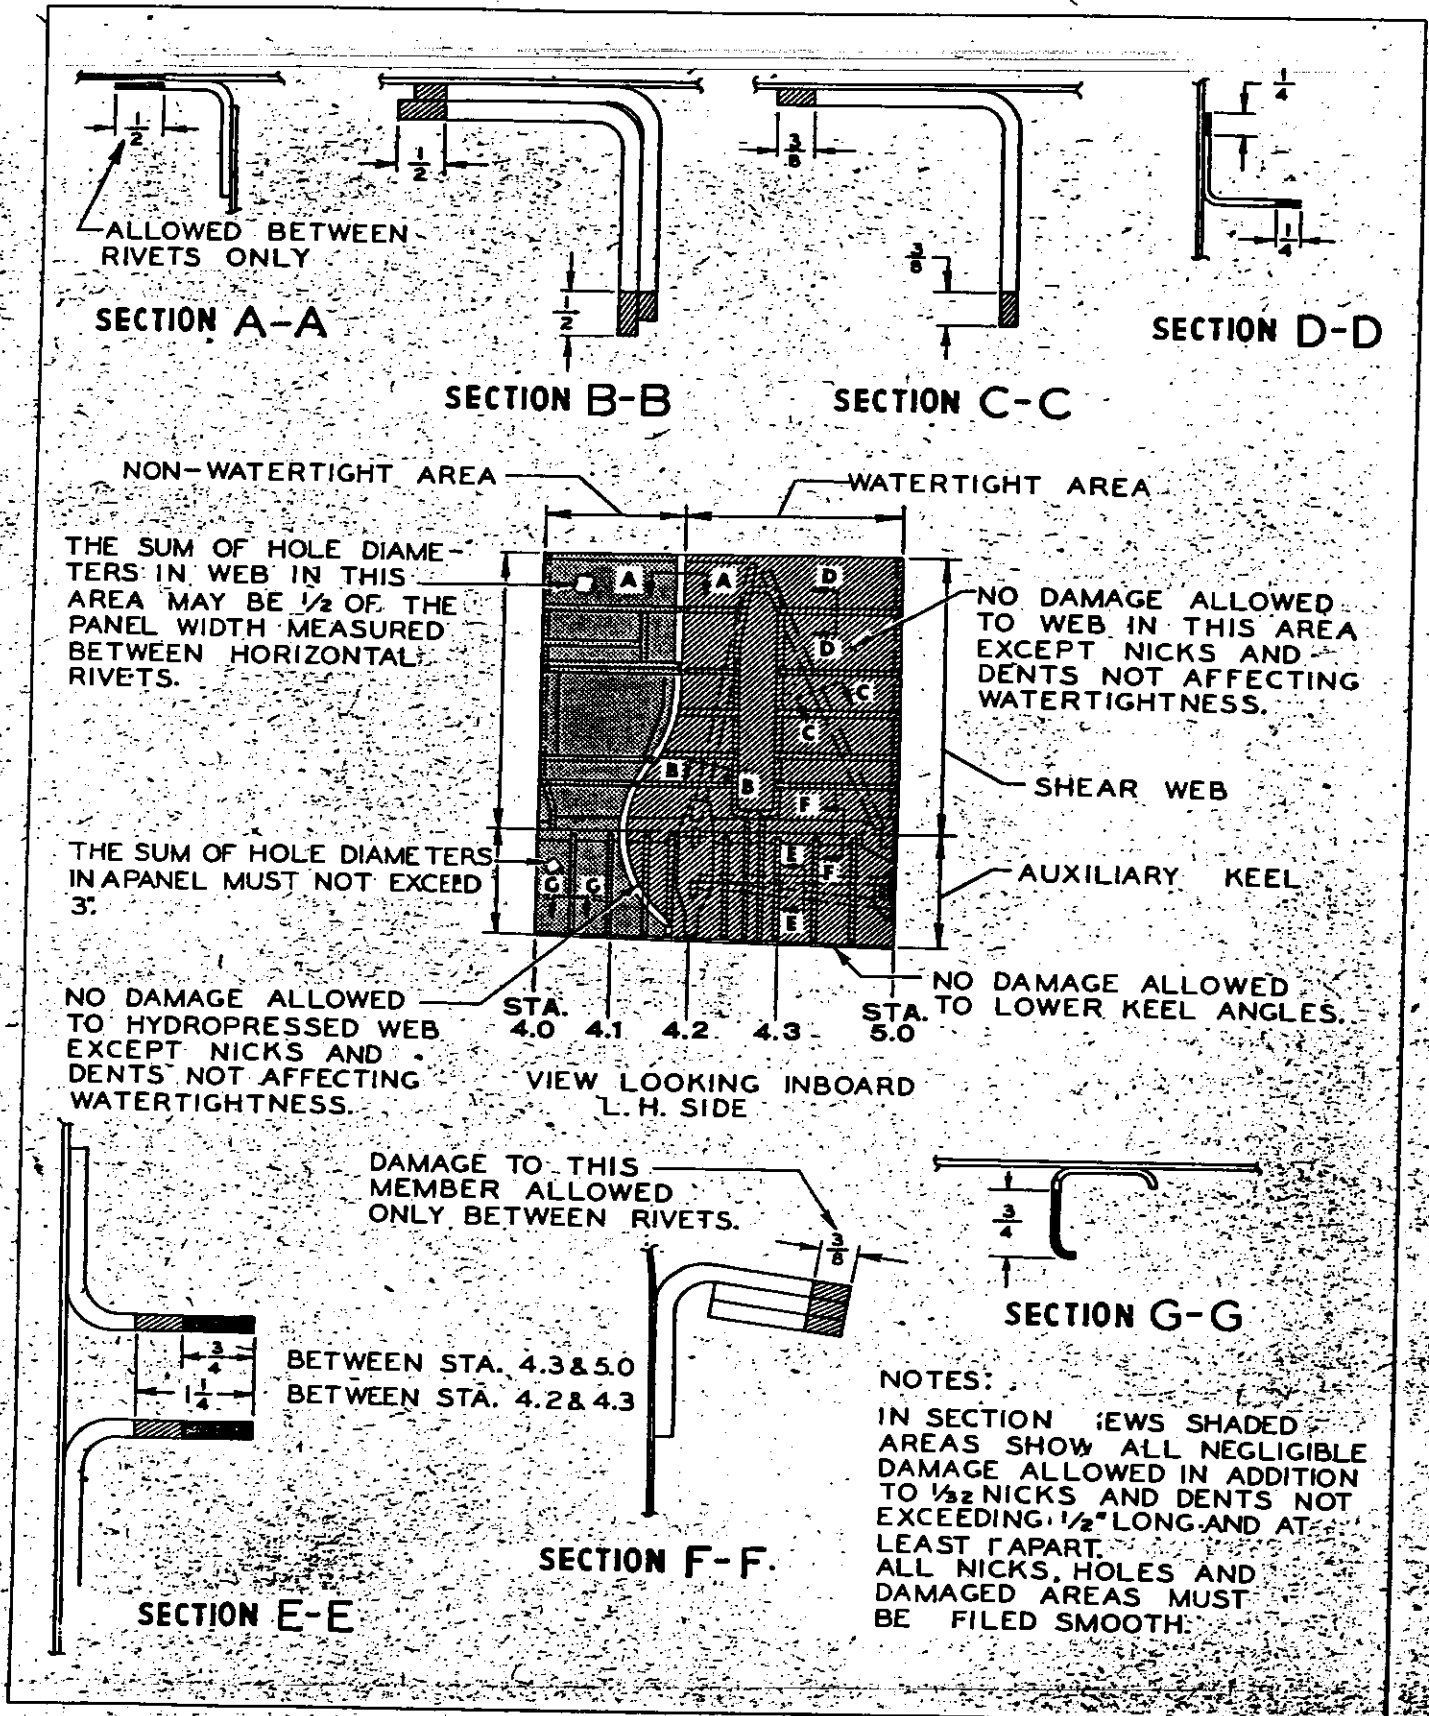 1/2
ALLOWED BETWEEN
RIVETS ONLY
SECTION A-A
1/2
1/2
SECTION B-B
3/8
3/8
SECTION C-C
1/4
1/4
SECTION D-D
NON-WATERTIGHT AREA
WATERTIGHT AREA
THE SUM OF HOLE DIAME-
TERS IN WEB IN THIS
AREA MAY BE 1/2 OF THE
PANEL WIDTH MEASURED
BETWEEN HORIZONTAL
RIVETS.
A A D
D
C
C
B
B
F
E
F
G G
E
NO DAMAGE ALLOWED
TO WEB IN THIS AREA
EXCEPT NICKS AND
DENTS NOT AFFECTING
WATERTIGHTNESS.
SHEAR WEB
THE SUM OF HOLE DIAMETERS
IN A PANEL MUST NOT EXCEED
3".
AUXILIARY KEEL
NO DAMAGE ALLOWED
TO HYDROPRESSED WEB
EXCEPT NICKS AND
DENTS NOT AFFECTING
WATERTIGHTNESS.
STA. 4.0 4.1 4.2 4.3 STA. 5.0
NO DAMAGE ALLOWED
TO LOWER KEEL ANGLES.
VIEW LOOKING INBOARD
L. H. SIDE
3/4
BETWEEN STA. 4.3 & 5.0
1 1/4
BETWEEN STA. 4.2 & 4.3
SECTION E-E
DAMAGE TO THIS
MEMBER ALLOWED
ONLY BETWEEN RIVETS.
3/8
SECTION F-F.
3/4
SECTION G-G
NOTES:
IN SECTION SHADED
AREAS SHOW ALL NEGLIGIBLE
DAMAGE ALLOWED IN ADDITION
TO 1/32 NICKS AND DENTS NOT
EXCEEDING 1/2" LONG AND AT
LEAST APART.
ALL NICKS, HOLES AND
DAMAGED AREAS MUST
BE FILED SMOOTH.